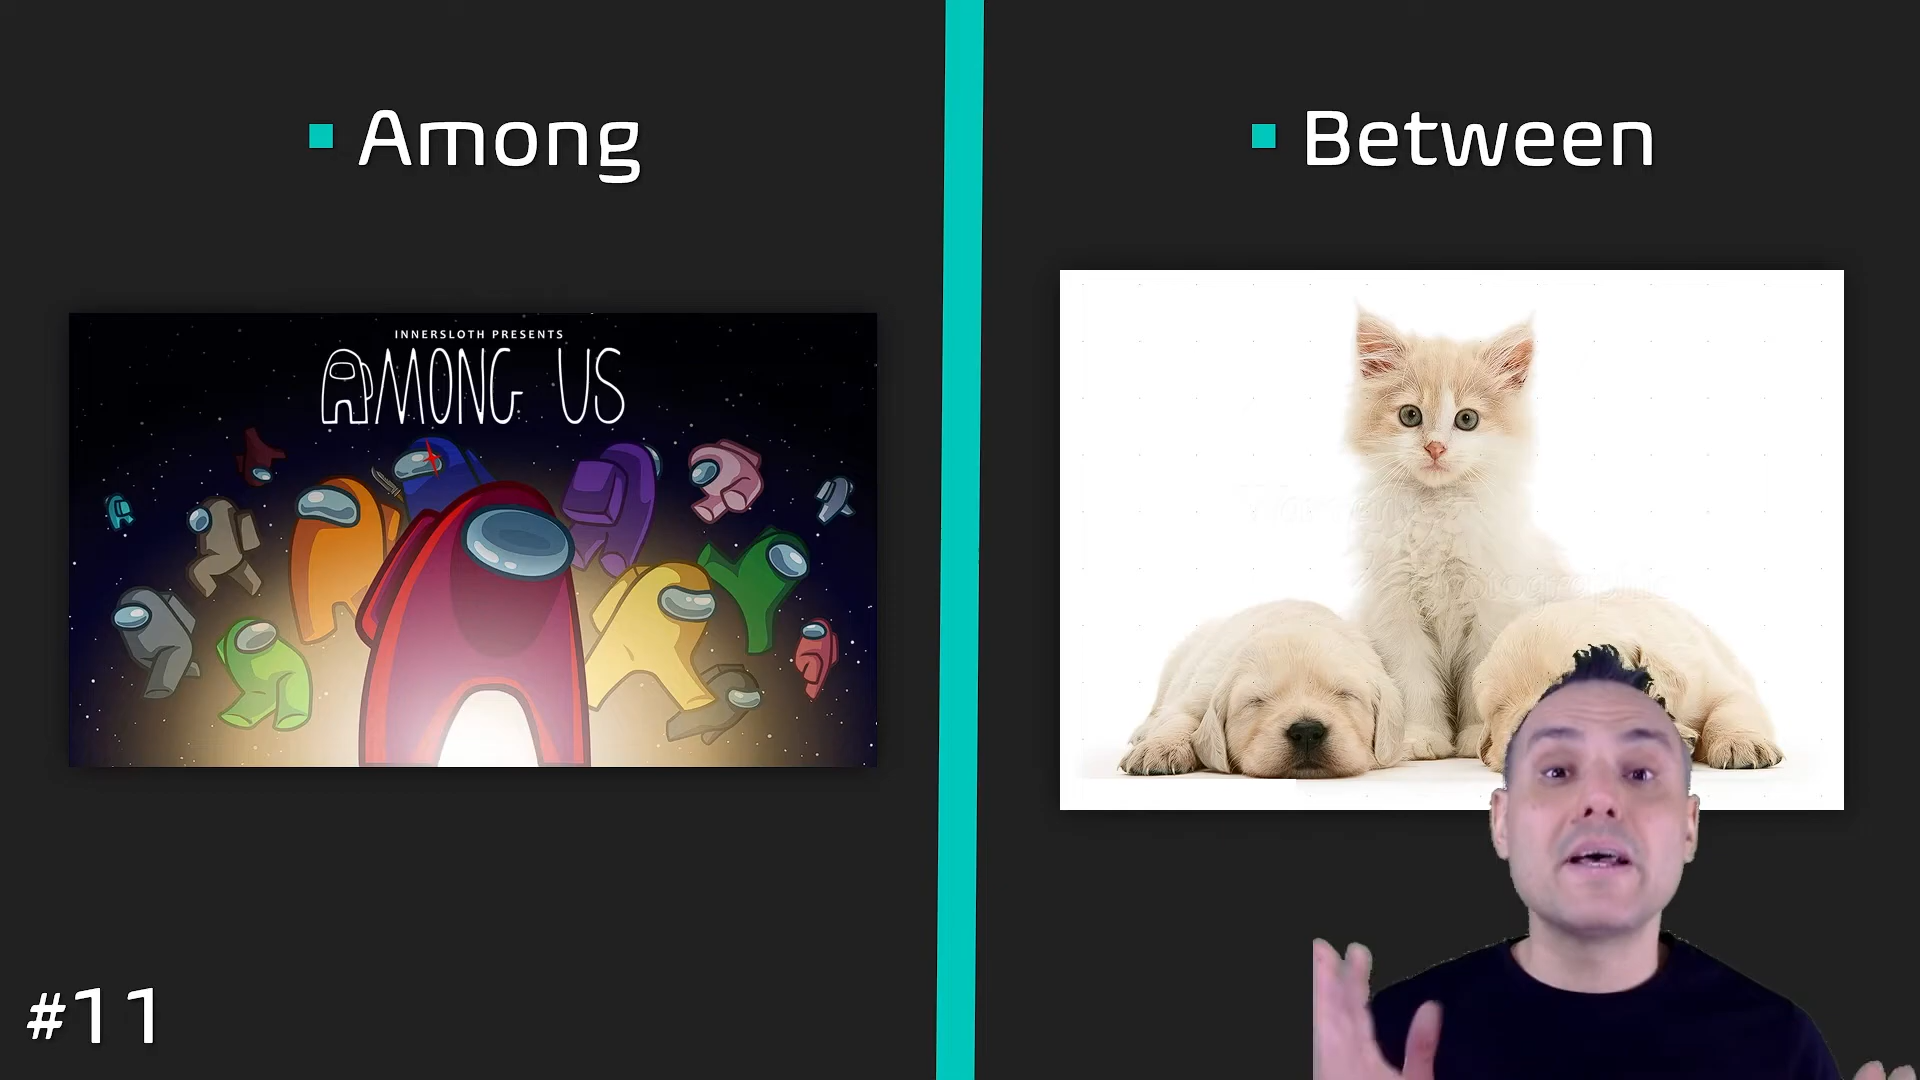 Among
Between
INNERSLOTH PRESENTS
AMONG US
#11